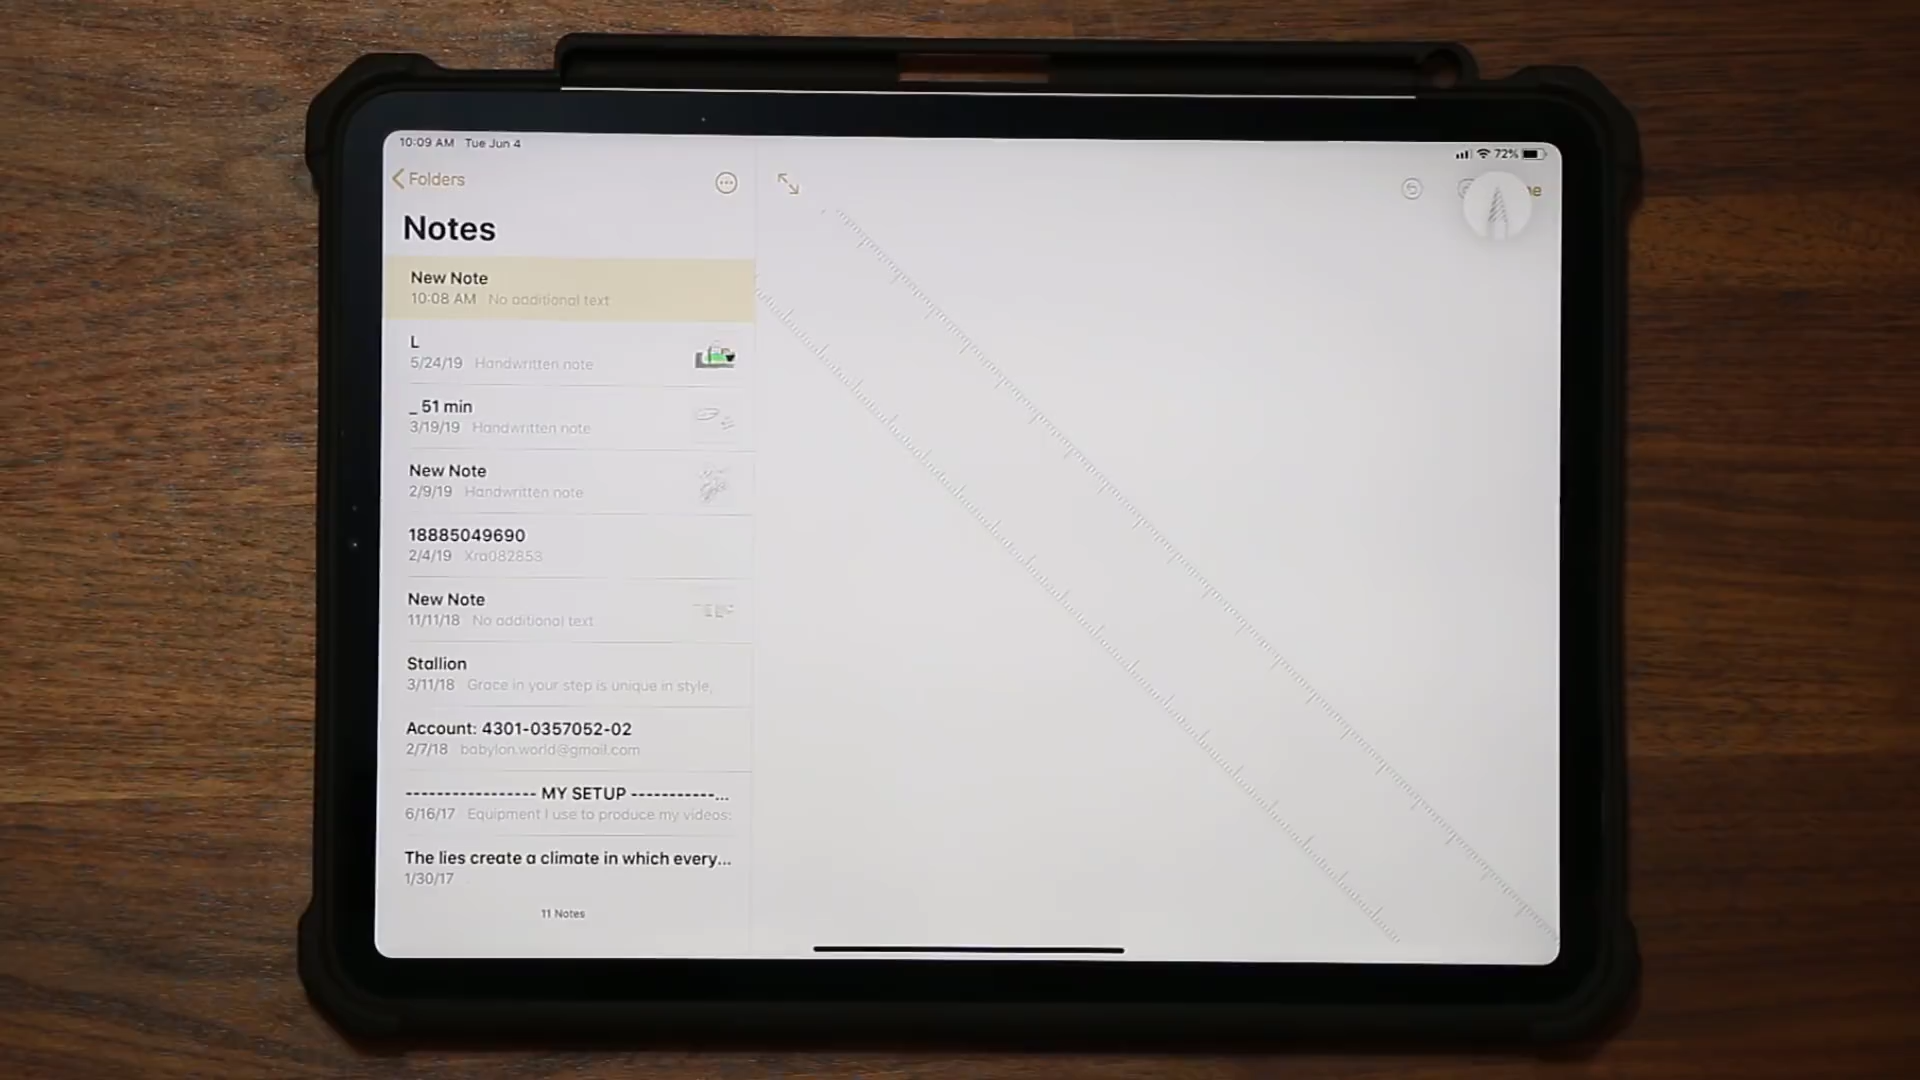 10:09 AM Tue Jun 4
72%
Folders
Notes
New Note
10:08 AM No additional text
L
5/24/19 Handwritten note
_ 51 min
3/19/19 Handwritten note
New Note
2/9/19 Handwritten note
18885049690
2/4/19 Xra082853
New Note
11/11/18 No additional text
Stallion
3/11/18 Grace in your step is unique in style,
Account: 4301-0357052-02
2/7/18 babylon.world@gmail.com
---------------- MY SETUP -----------...
6/16/17 Equipment I use to produce my videos:
The lies create a climate in which every...
1/30/17
11 Notes